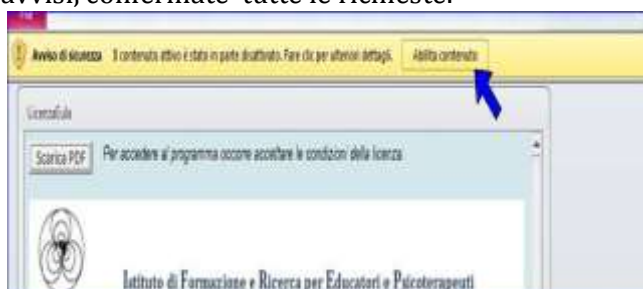 avvisi, confermate tutte le richieste.
File
Avviso di sicurezza Il contenuto attivo è stato in parte disattivato. Fare clic per ulteriori dettagli. Abilita contenuto
Scarica PDF Per accedere al programma occorre accettare le condizioni della licenza
Istituto di Formazione e Ricerca per Educatori e Psicoterapeuti